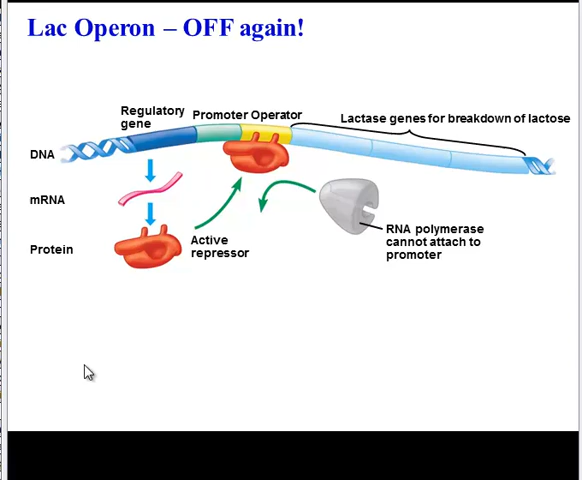 Lac Operon – OFF again!
Regulatory
gene
Promoter Operator
Lactase genes for breakdown of lactose
DNA
mRNA
Protein
Active
repressor
RNA polymerase
cannot attach to
promoter